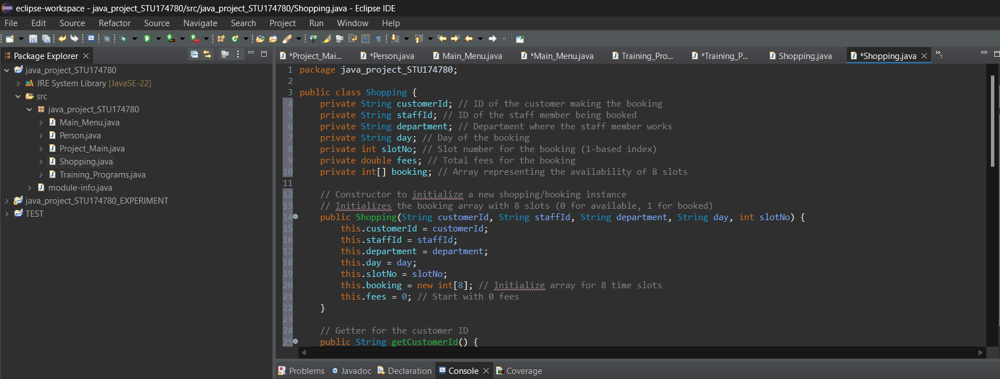 eclipse-workspace - java_project_STU174780/src/java_project_STU174780/Shopping.java - Eclipse IDE
File Edit Source Refactor Source Navigate Search Project Run Window Help
Package Explorer
java_project_STU174780
JRE System Library [JavaSE-22]
src
java_project_STU174780
Main_Menu.java
Person.java
Project_Main.java
Shopping.java
Training_Programs.java
module-info.java
java_project_STU174780_EXPERIMENT
TEST
*Project_Mai... *Person.java Main_Menu.java *Main_Menu.java Training_Pro... *Training_P... Shopping.java *Shopping.java »1
1 package java_project_STU174780;
2
3 public class Shopping {
4 private String customerId; // ID of the customer making the booking
5 private String staffId; // ID of the staff member being booked
6 private String department; // Department where the staff member works
7 private String day; // Day of the booking
8 private int slotNo; // Slot number for the booking (1-based index)
9 private double fees; // Total fees for the booking
10 private int[] booking; // Array representing the availability of 8 slots
11
12 // Constructor to initialize a new shopping/booking instance
13 // Initializes the booking array with 8 slots (0 for available, 1 for booked)
14 public Shopping(String customerId, String staffId, String department, String day, int slotNo) {
15 this.customerId = customerId;
16 this.staffId = staffId;
17 this.department = department;
18 this.day = day;
19 this.slotNo = slotNo;
20 this.booking = new int[8]; // Initialize array for 8 time slots
21 this.fees = 0; // Start with 0 fees
22 }
23
24 // Getter for the customer ID
25 public String getCustomerId() {
Problems Javadoc Declaration Console Coverage